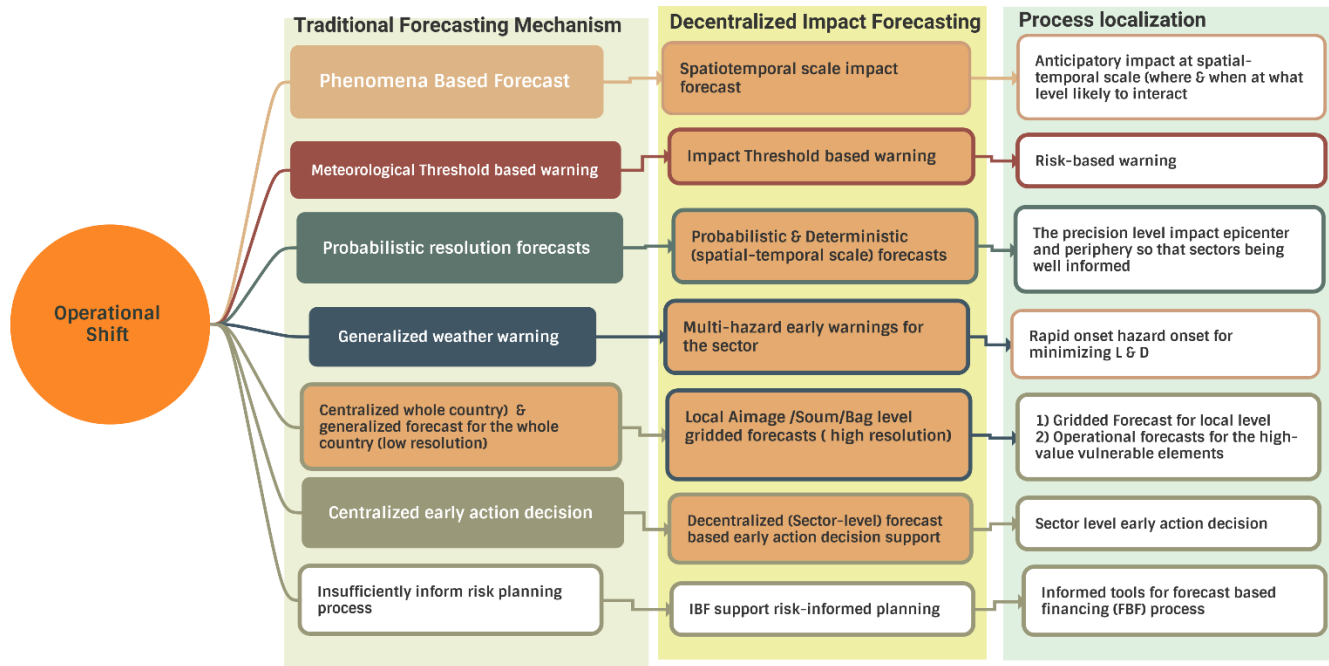 Traditional Forecasting Mechanism
Decentralized Impact Forecasting
Process localization
Operational
Shift
Phenomena Based Forecast
Spatiotemporal scale impact
forecast
Anticipatory impact at spatial-
temporal scale (where & when at what
level likely to interact
Meteorological Threshold based warning
Impact Threshold based warning
Risk-based warning
Probabilistic resolution forecasts
Probabilistic & Deterministic
(spatial-temporal scale) forecasts
The precision level impact epicenter
and periphery so that sectors being
well informed
Generalized weather warning
Multi-hazard early warnings for
the sector
Rapid onset hazard onset for
minimizing L & D
Centralized whole country) &
generalized forecast for the whole
country (low resolution)
Local Aimage /Soum/Bag level
gridded forecasts ( high resolution)
1) Gridded Forecast for local level
2) Operational forecasts for the high-
value vulnerable elements
Centralized early action decision
Decentralized (Sector-level) forecast
based early action decision support
Sector level early action decision
Insufficiently inform risk planning
process
IBF support risk-informed planning
Informed tools for forecast based
financing (FBF) process